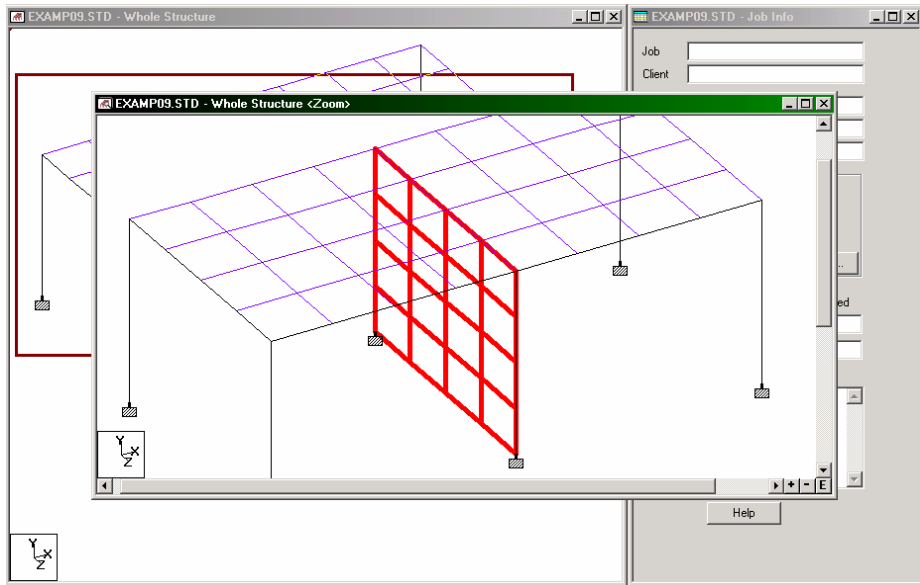 EXAMP09.STD - Whole Structure
EXAMP09.STD - Job Info
Job
Client
EXAMP09.STD - Whole Structure <Zoom>
...
ed
Y
X
Z
+
-
E
Help
Y
X
Z